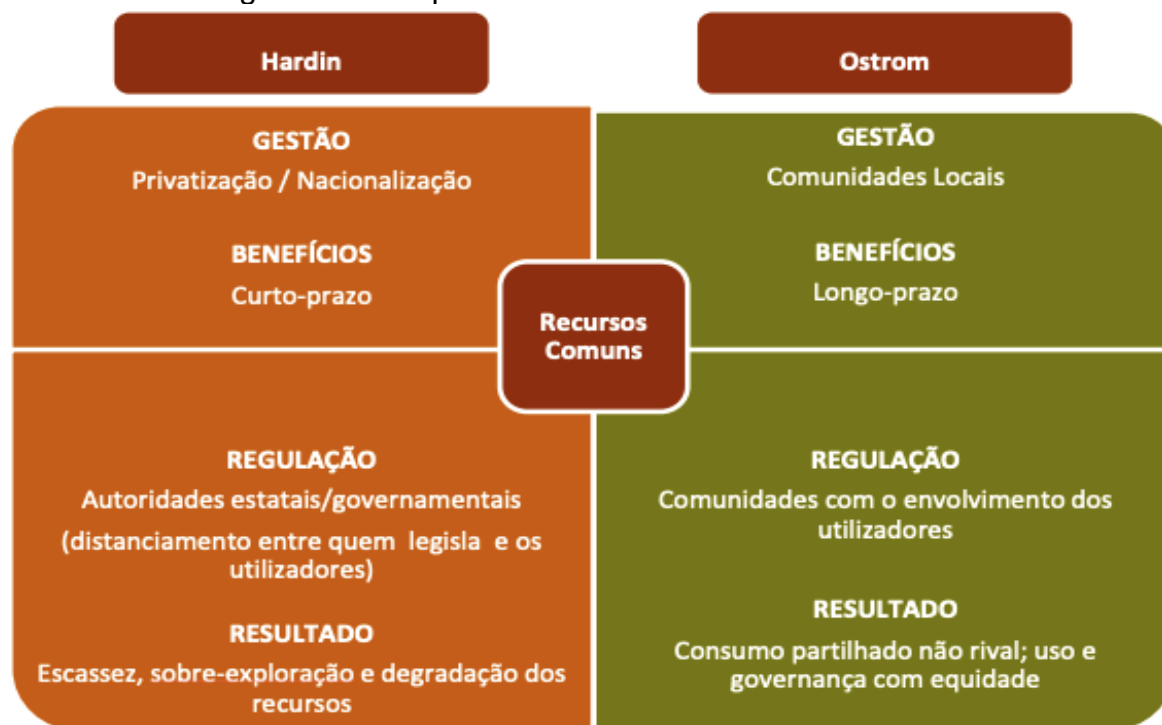 Hardin
Ostrom
GESTÃO
Privatização / Nacionalização
BENEFÍCIOS
Curto-prazo
GESTÃO
Comunidades Locais
BENEFÍCIOS
Longo-prazo
Recursos
Comuns
REGULAÇÃO
Autoridades estatais/governamentais
(distanciamento entre quem legisla e os
utilizadores)
RESULTADO
Escassez, sobre-exploração e degradação dos
recursos
REGULAÇÃO
Comunidades com o envolvimento dos
utilizadores
RESULTADO
Consumo partilhado não rival; uso e
governança com equidade